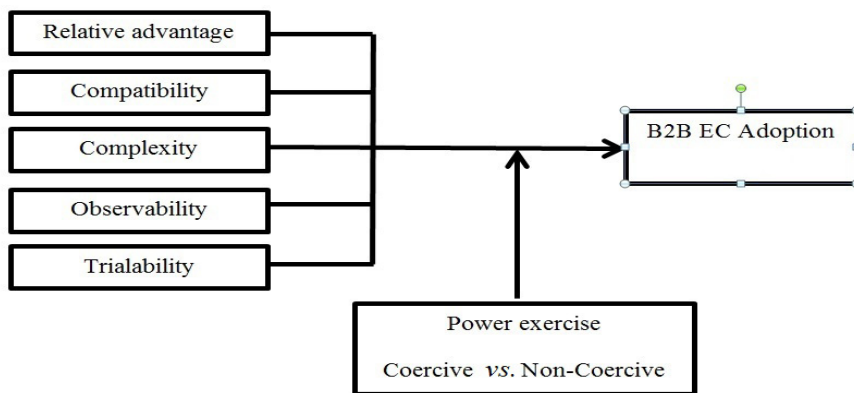 Relative advantage
Compatibility
Complexity
Observability
Trialability
B2B EC Adoption
Power exercise
Coercive vs. Non-Coercive